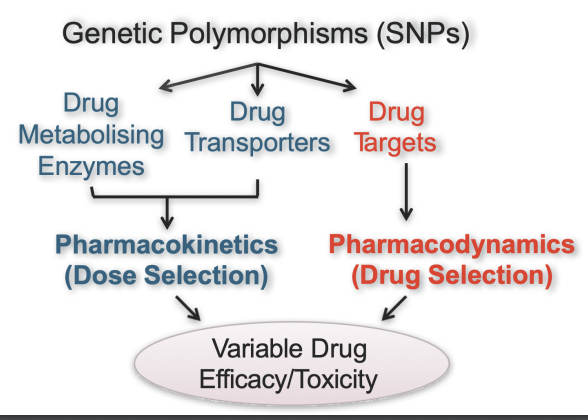 Genetic Polymorphisms (SNPs)
Drug
Metabolising
Enzymes
Drug
Transporters
Drug
Targets
Pharmacokinetics
(Dose Selection)
Pharmacodynamics
(Drug Selection)
Variable Drug
Efficacy/Toxicity